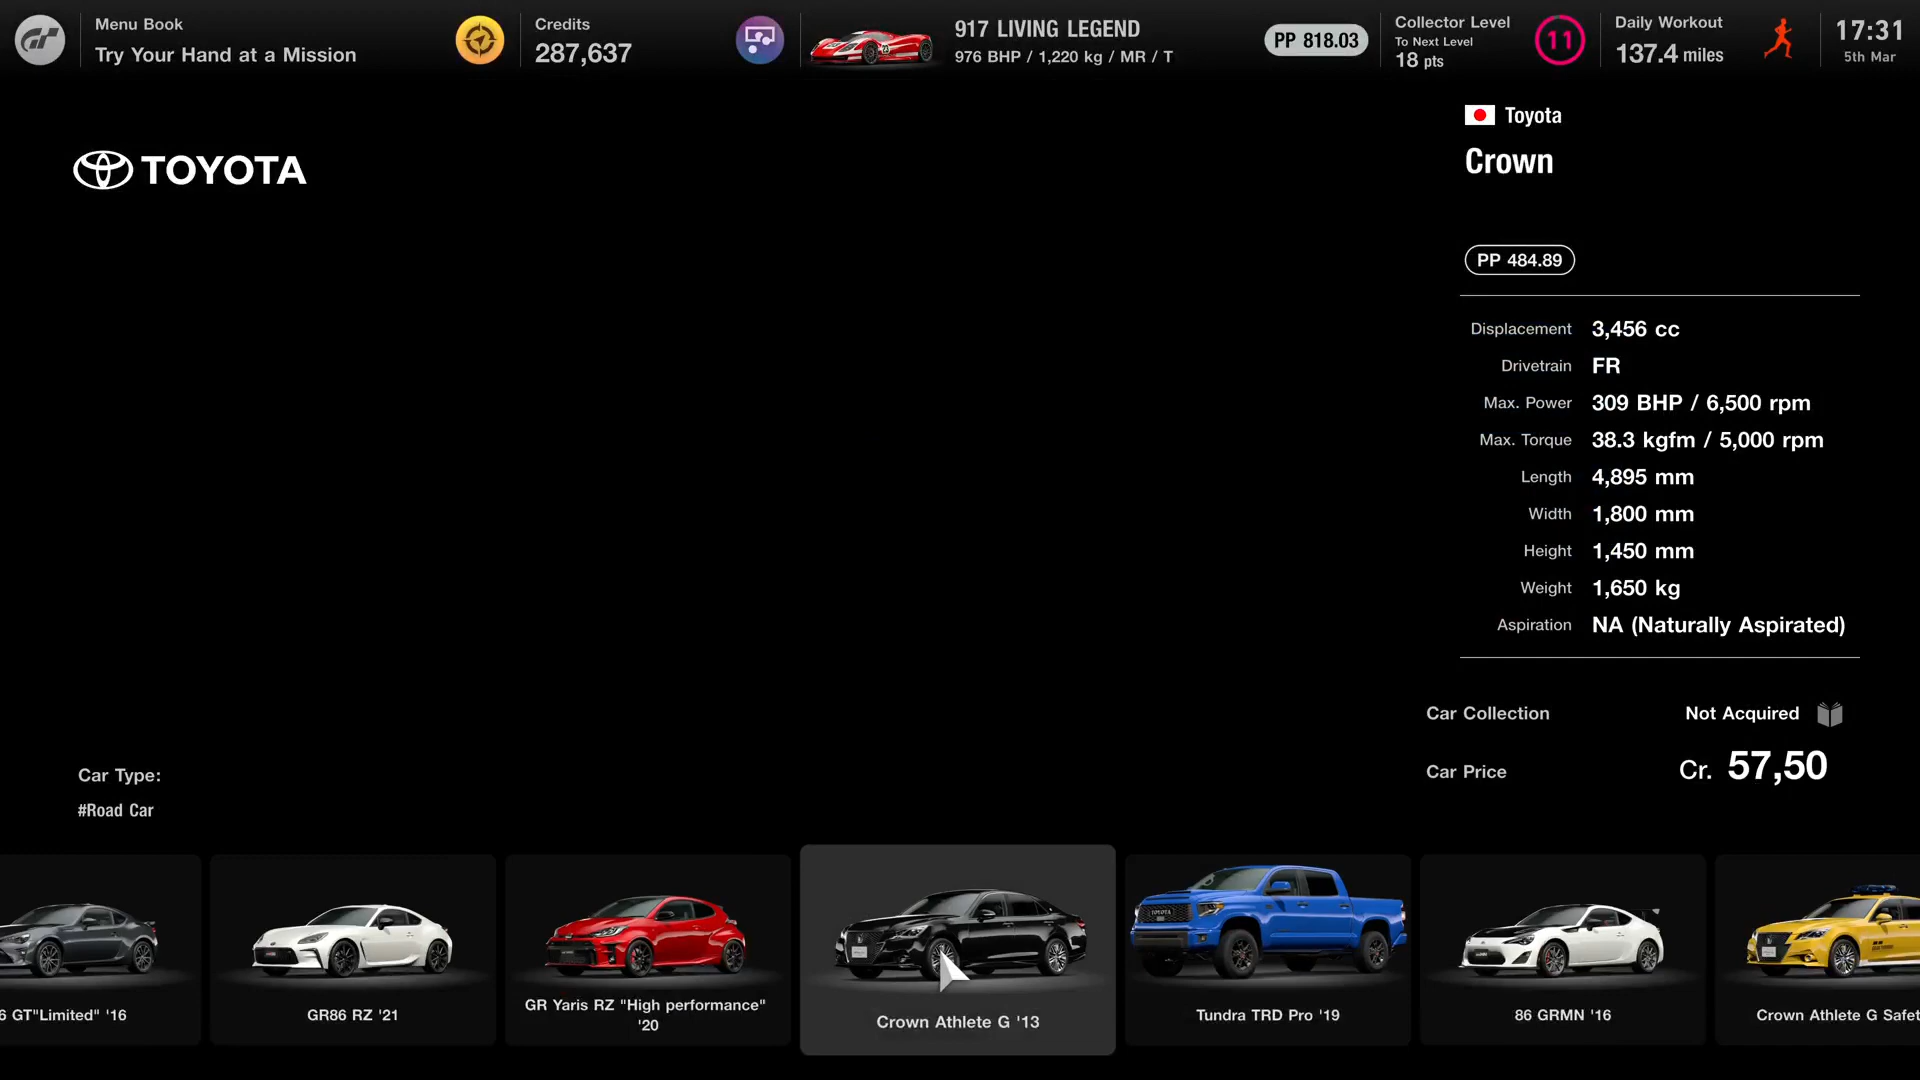 Menu Book
Try Your Hand at a Mission
Credits
287,637
917 LIVING LEGEND
976 BHP / 1,220 kg / MR / T
PP 818.03
Collector Level
To Next Level
18 pts
11
Daily Workout
137.4 miles
17:31
5th Mar
TOYOTA
Toyota
Crown
PP 484.89
Displacement 3,456 cc
Drivetrain FR
Max. Power 309 BHP / 6,500 rpm
Max. Torque 38.3 kgfm / 5,000 rpm
Length 4,895 mm
Width 1,800 mm
Height 1,450 mm
Weight 1,650 kg
Aspiration NA (Naturally Aspirated)
Car Collection Not Acquired
Car Price Cr. 57,50
Car Type:
#Road Car
6 GT"Limited" '16
GR86 RZ '21
GR Yaris RZ "High performance"
'20
Crown Athlete G '13
Tundra TRD Pro '19
86 GRMN '16
Crown Athlete G Safet